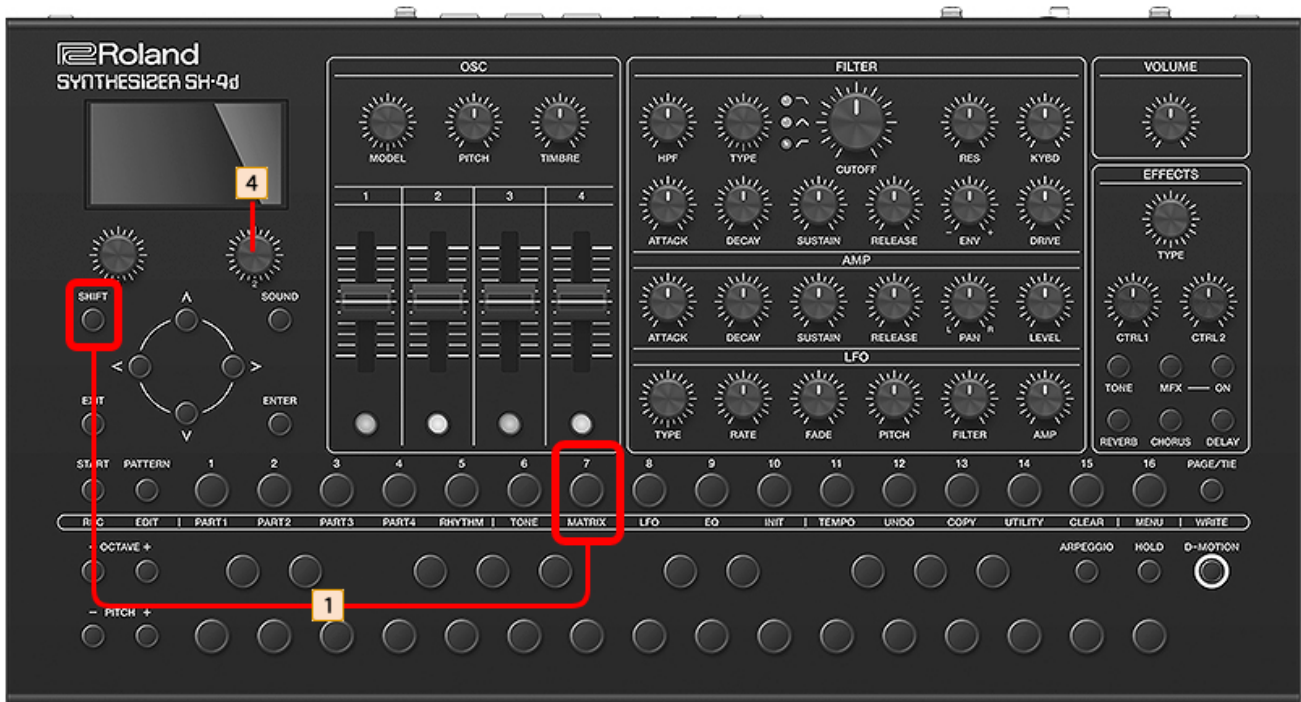 Roland
SYNTHESIZER SH-4d
4
2
SHIFT
SOUND
EXIT
ENTER
<
>
OSC
MODEL PITCH TIMBRE
1 2 3 4
FILTER
HPF TYPE CUTOFF RES KYBD
ATTACK DECAY SUSTAIN RELEASE - ENV + DRIVE
AMP
ATTACK DECAY SUSTAIN RELEASE L PAN R LEVEL
LFO
TYPE RATE FADE PITCH FILTER AMP
VOLUME
EFFECTS
TYPE
CTRL1 CTRL2
TONE MFX ON
REVERB CHORUS DELAY
START PATTERN 1 2 3 4 5 6 7 8 9 10 11 12 13 14 15 16 PAGE/TIE
REC EDIT | PART1 PART2 PART3 PART4 RHYTHM | TONE MATRIX LFO EQ INIT | TEMPO UNDO COPY UTILITY CLEAR | MENU | WRITE
- OCTAVE +
ARPEGGIO HOLD D-MOTION
1
- PITCH +